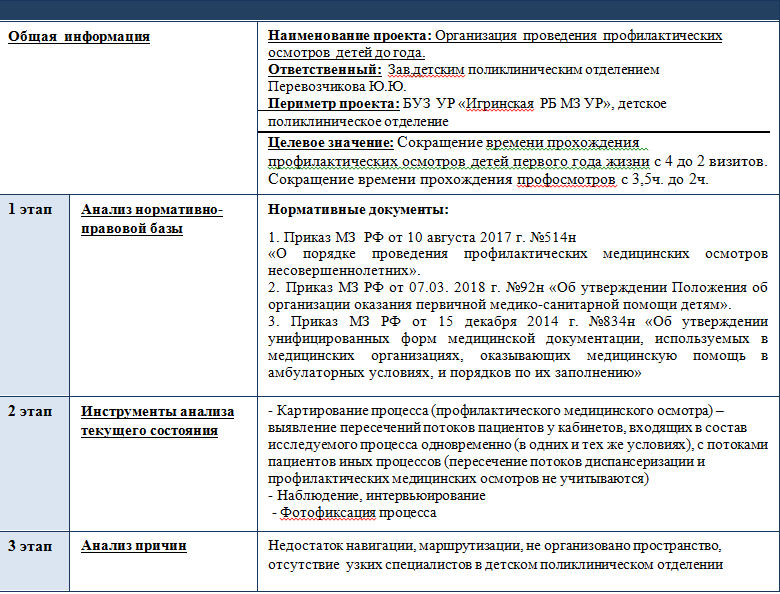 Общая информация
Наименование проекта: Организация проведения профилактических
осмотров детей до года.
Ответственный: Зав.детским поликлиническим отделением
Перевозчикова Ю.Ю.
Периметр проекта: БУЗ УР «Игринская РБ МЗ УР», детское
поликлиническое отделение
Целевое значение: Сокращение времени прохождения
профилактических осмотров детей первого года жизни с 4 до 2 визитов.
Сокращение времени прохождения профосмотров с 3,5ч. до 2ч.
1 этап
Анализ нормативно-
правовой базы
Нормативные документы:
1. Приказ МЗ РФ от 10 августа 2017 г. №514н
«О порядке проведения профилактических медицинских осмотров
несовершеннолетних».
2. Приказ МЗ РФ от 07.03. 2018 г. №92н «Об утверждении Положения об
организации оказания первичной медико-санитарной помощи детям».
3. Приказ МЗ РФ от 15 декабря 2014 г. №834н «Об утверждении
унифицированных форм медицинской документации, используемых в
медицинских организациях, оказывающих медицинскую помощь в
амбулаторных условиях, и порядков по их заполнению»
2 этап
Инструменты анализа
текущего состояния
- Картирование процесса (профилактического медицинского осмотра) –
выявление пересечений потоков пациентов у кабинетов, входящих в состав
исследуемого процесса одновременно (в одних и тех же условиях), с потоками
пациентов иных процессов (пересечение потоков диспансеризации и
профилактических медицинских осмотров не учитываются)
- Наблюдение, интервьюирование
- Фотофиксация процесса
3 этап
Анализ причин
Недостаток навигации, маршрутизации, не организовано пространство,
отсутствие узких специалистов в детском поликлиническом отделении